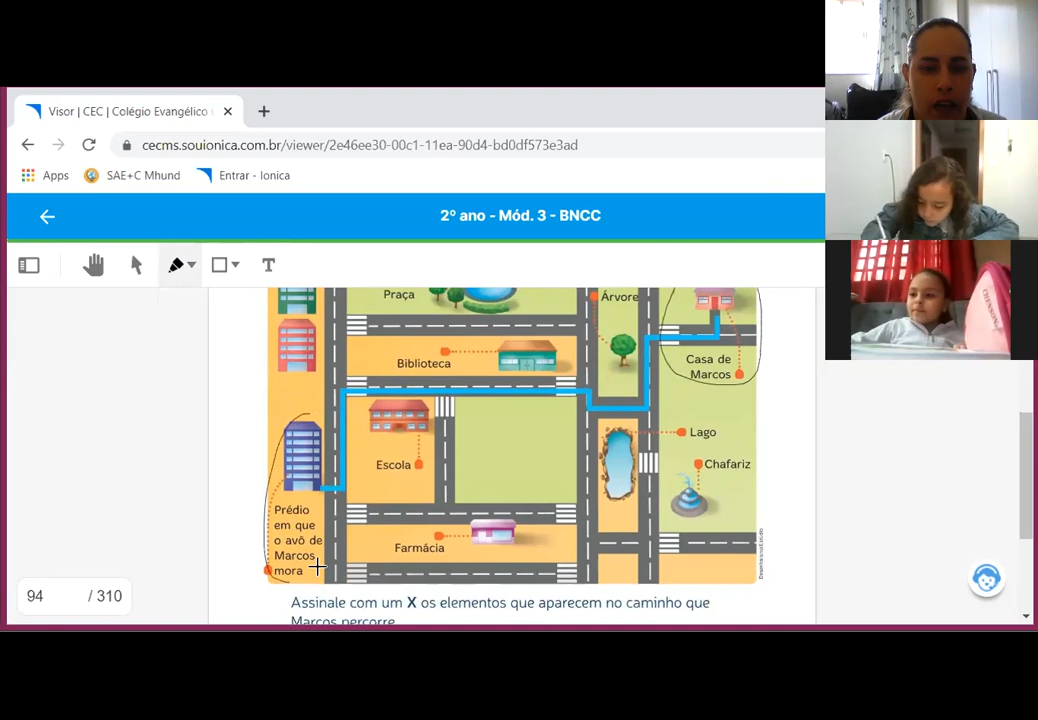 Visor | CEC | Colégio Evangélico
cecms.souionica.com.br/viewer/2e46ee30-00c1-11ea-90d4-bd0df573e3ad
Apps SAE+C Mhund Entrar - Ionica
2º ano - Mód. 3 - BNCC
T
Praça
Árvore
Biblioteca
Casa de
Marcos
Lago
Escola
Chafariz
Prédio
em que
o avô de
Marcos
mora
Farmácia
94 / 310
Assinale com um X os elementos que aparecem no caminho que
Marcos percorre